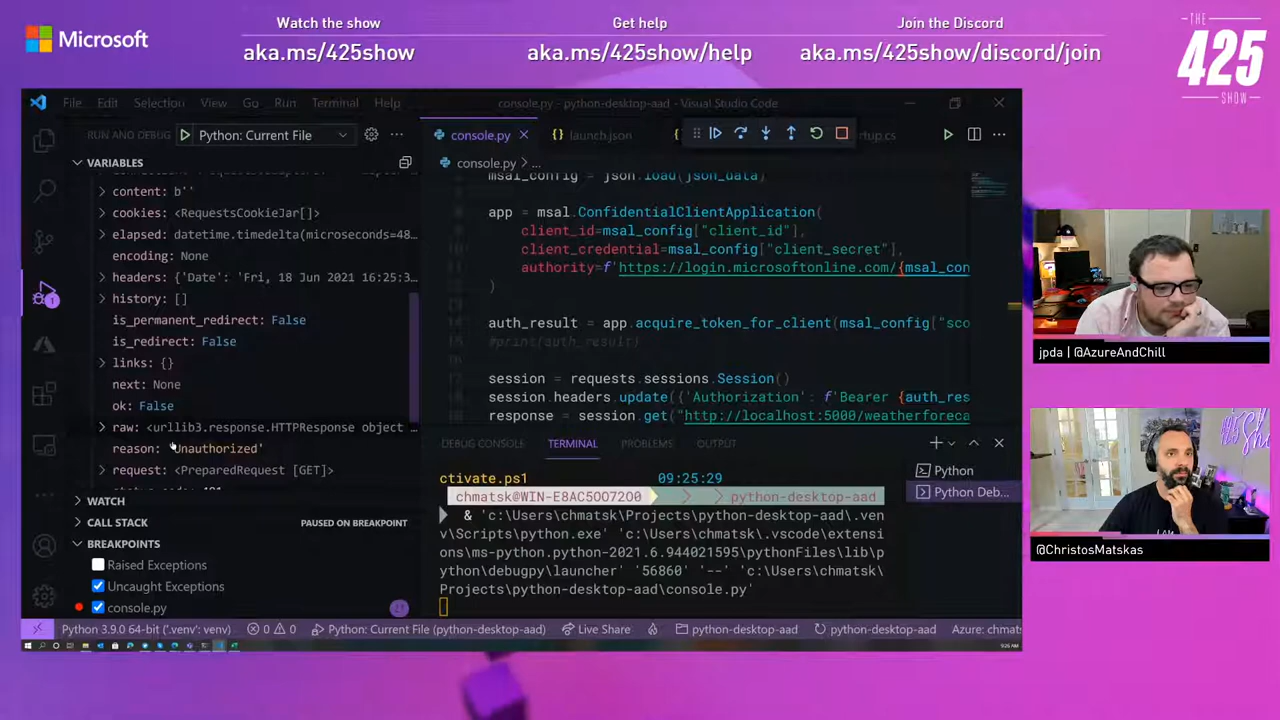 Microsoft
Watch the show
aka.ms/425show
Get help
aka.ms/425show/help
Join the Discord
aka.ms/425show/discord/join
THE
425
SHOW
File Edit Selection View Go Run Terminal Help
console.py - python-desktop-aad - Visual Studio Code
RUN AND DEBUG Python: Current File
console.py launch.json
tup.cs
VARIABLES
content: b''
cookies: <RequestsCookieJar[]>
elapsed: datetime.timedelta(microseconds=48…
encoding: None
headers: {'Date': 'Fri, 18 Jun 2021 16:25:3…
history: []
is_permanent_redirect: False
is_redirect: False
links: {}
next: None
ok: False
raw: <urllib3.response.HTTPResponse object …
reason: 'Unauthorized'
request: <PreparedRequest [GET]>
WATCH
CALL STACK PAUSED ON BREAKPOINT
BREAKPOINTS
Raised Exceptions
Uncaught Exceptions
console.py
console.py > ...
msal_config = json.load(json_data)
app = msal.ConfidentialClientApplication(
client_id=msal_config["client_id"],
client_credential=msal_config["client_secret"],
authority=f'https://login.microsoftonline.com/{msal_con
)
auth_result = app.acquire_token_for_client(msal_config["sco
#print(auth_result)
session = requests.sessions.Session()
session.headers.update({'Authorization': f'Bearer {auth_res
response = session.get("http://localhost:5000/weatherforeca
DEBUG CONSOLE TERMINAL PROBLEMS OUTPUT
ctivate.ps1 09:25:29
chmatsk@WIN-E8AC5O072O0 python-desktop-aad
& 'c:\Users\chmatsk\Projects\python-desktop-aad\.ven
v\Scripts\python.exe' 'c:\Users\chmatsk\.vscode\extensi
ons\ms-python.python-2021.6.944021595\pythonFiles\lib\p
ython\debugpy\launcher' '56860' '--' 'c:\Users\chmatsk\
Projects\python-desktop-aad\console.py'
Python
Python Deb...
Python 3.9.0 64-bit ('.venv': venv) 0 0 Python: Current File (python-desktop-aad) Live Share python-desktop-aad python-desktop-aad Azure: chmats
jpda | @AzureAndChill
@ChristosMatskas